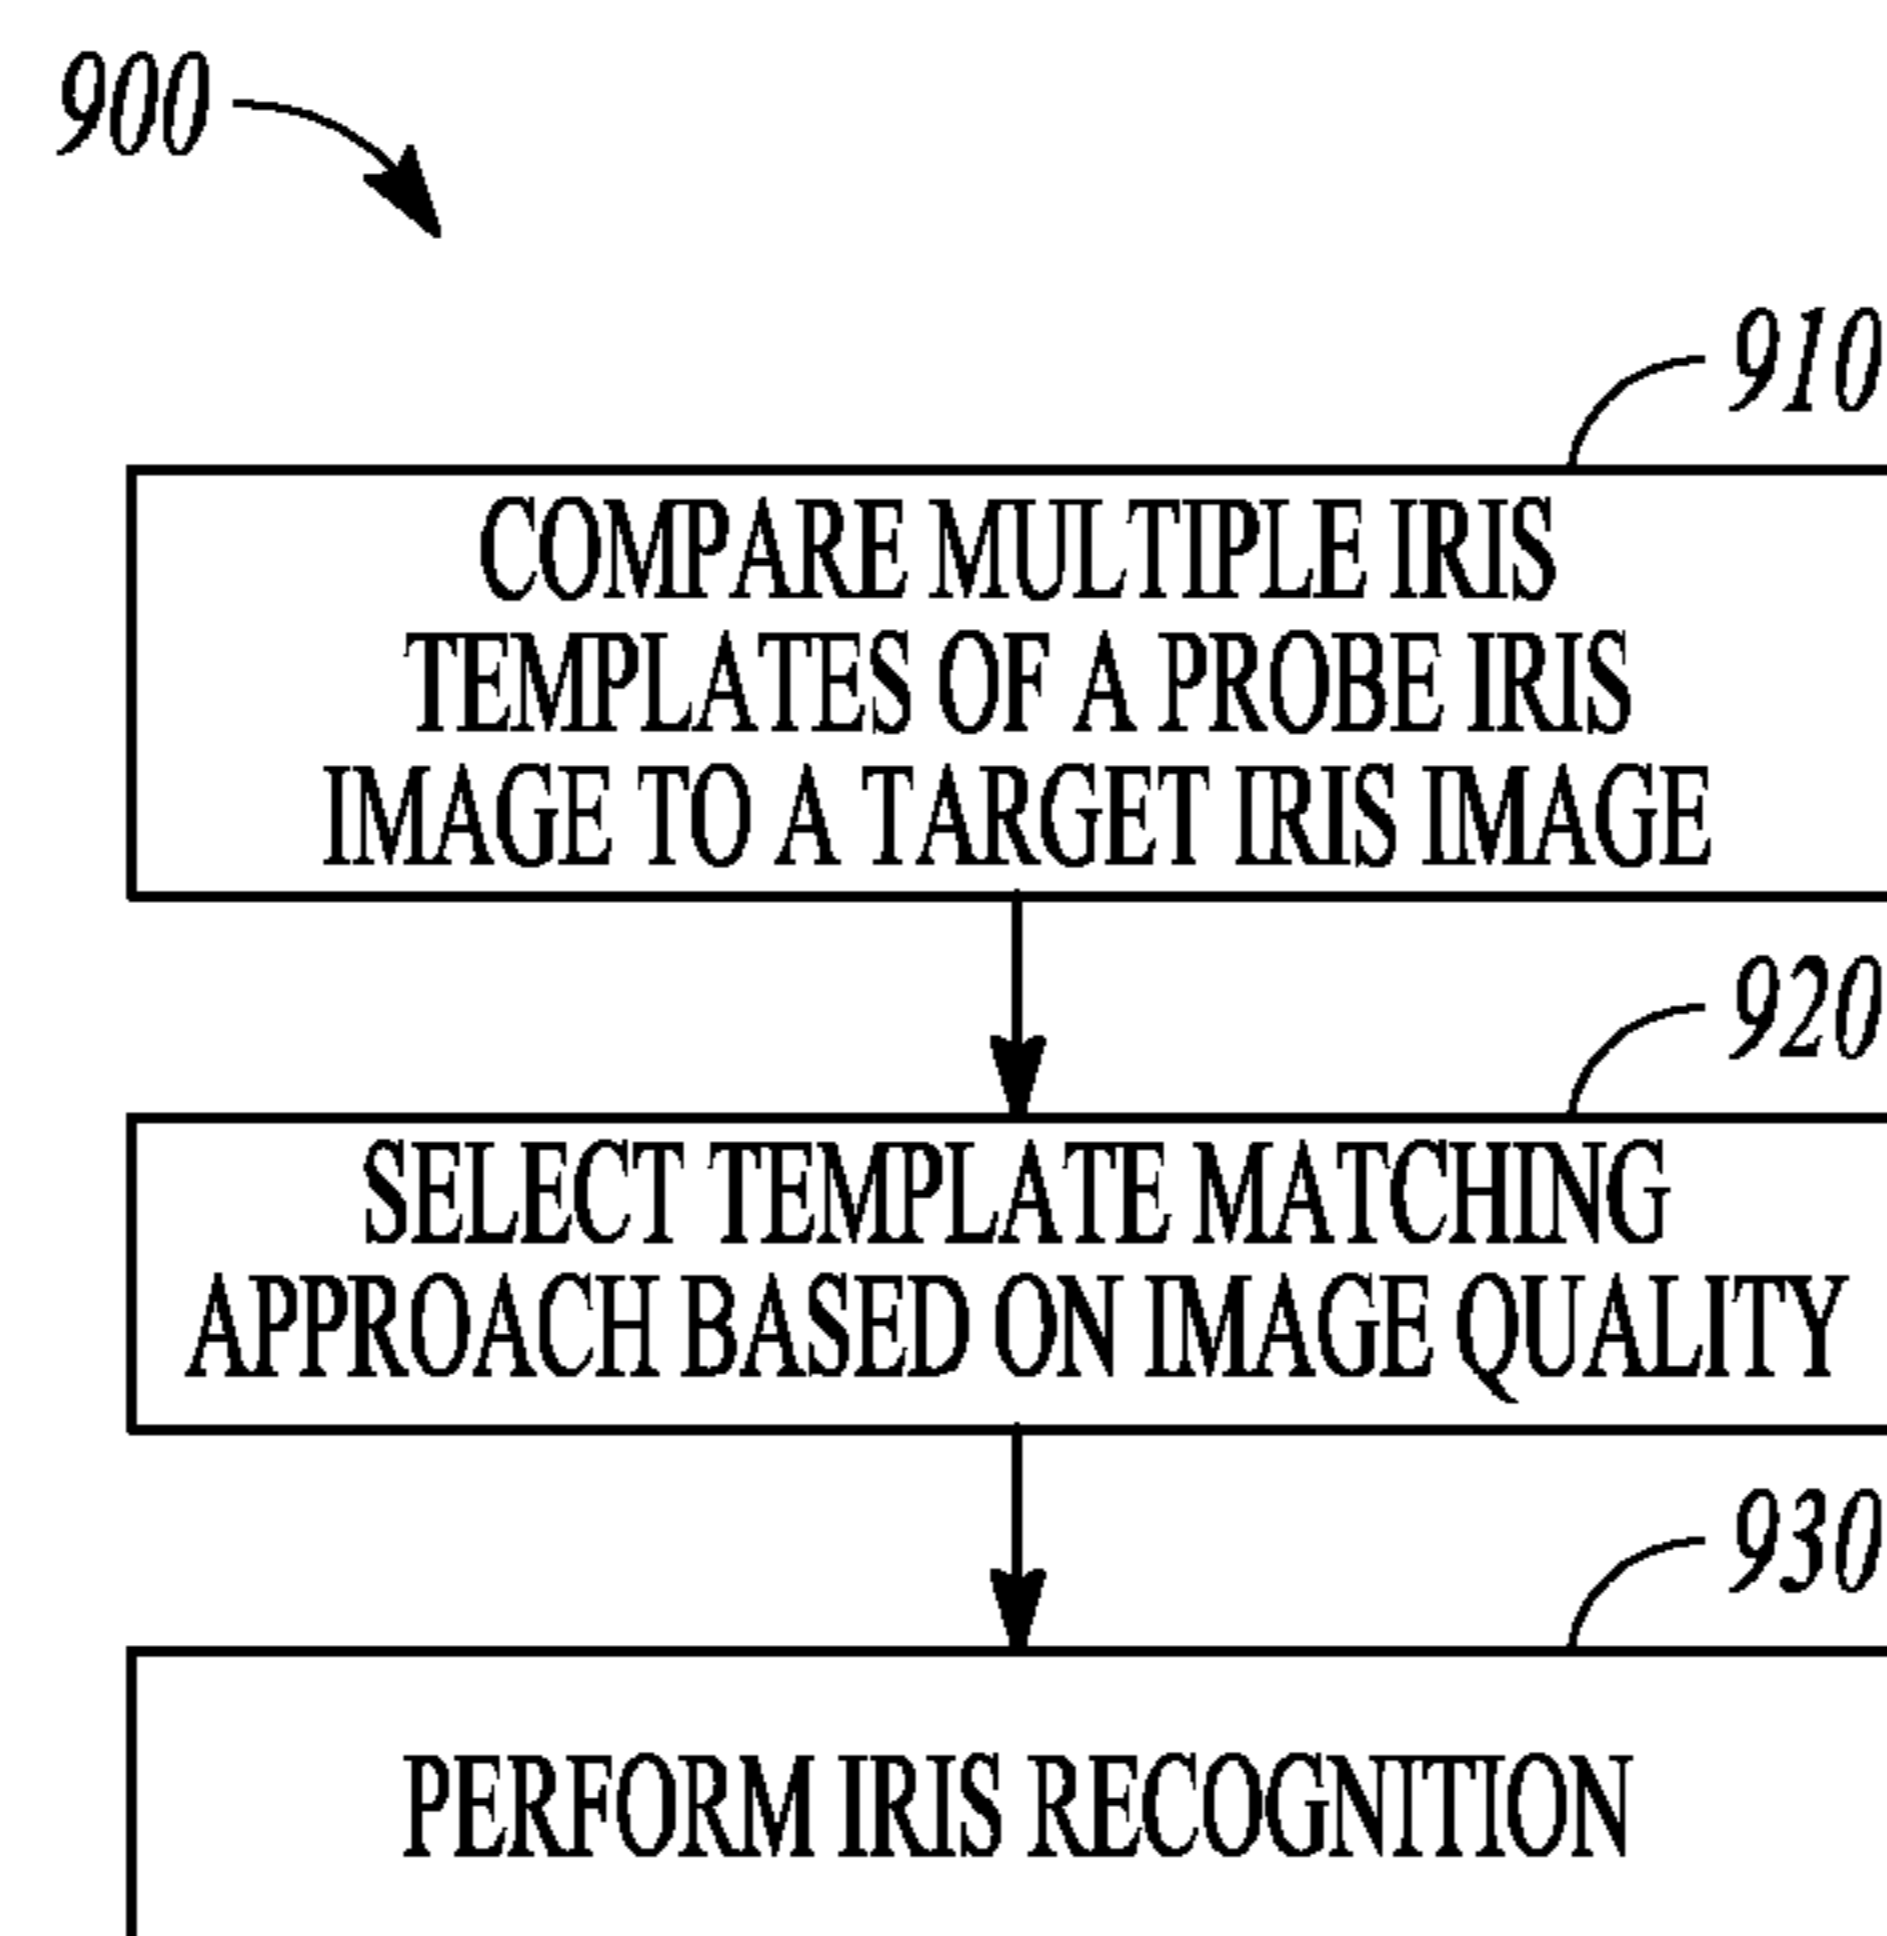 900
910
COMPARE MULTIPLE IRIS
TEMPLATES OF A PROBE IRIS
IMAGE TO A TARGET IRIS IMAGE
920
SELECT TEMPLATE MATCHING
APPROACH BASED ON IMAGE QUALITY
930
PERFORM IRIS RECOGNITION